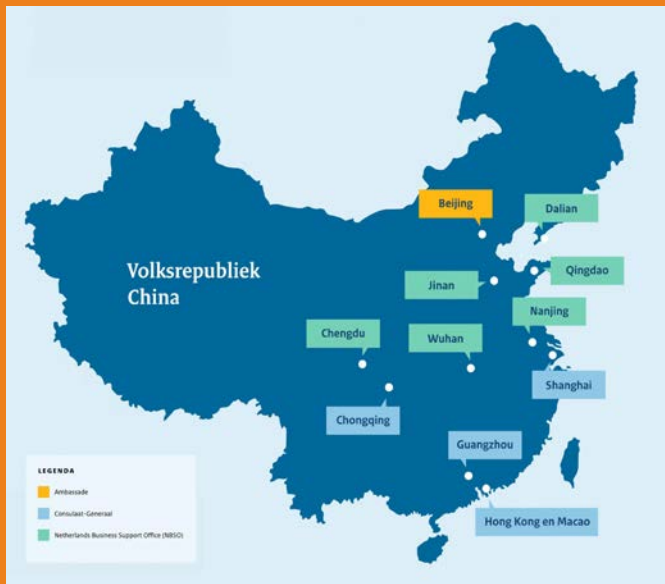 Beijing
Dalian
Volksrepubliek
China
Qingdao
Jinan
Nanjing
Chengdu
Wuhan
Shanghai
Chongqing
Guangzhou
Hong Kong en Macao
LEGENDA
Ambassade
Consulaat-Generaal
Netherlands Business Support Office (NBSO)